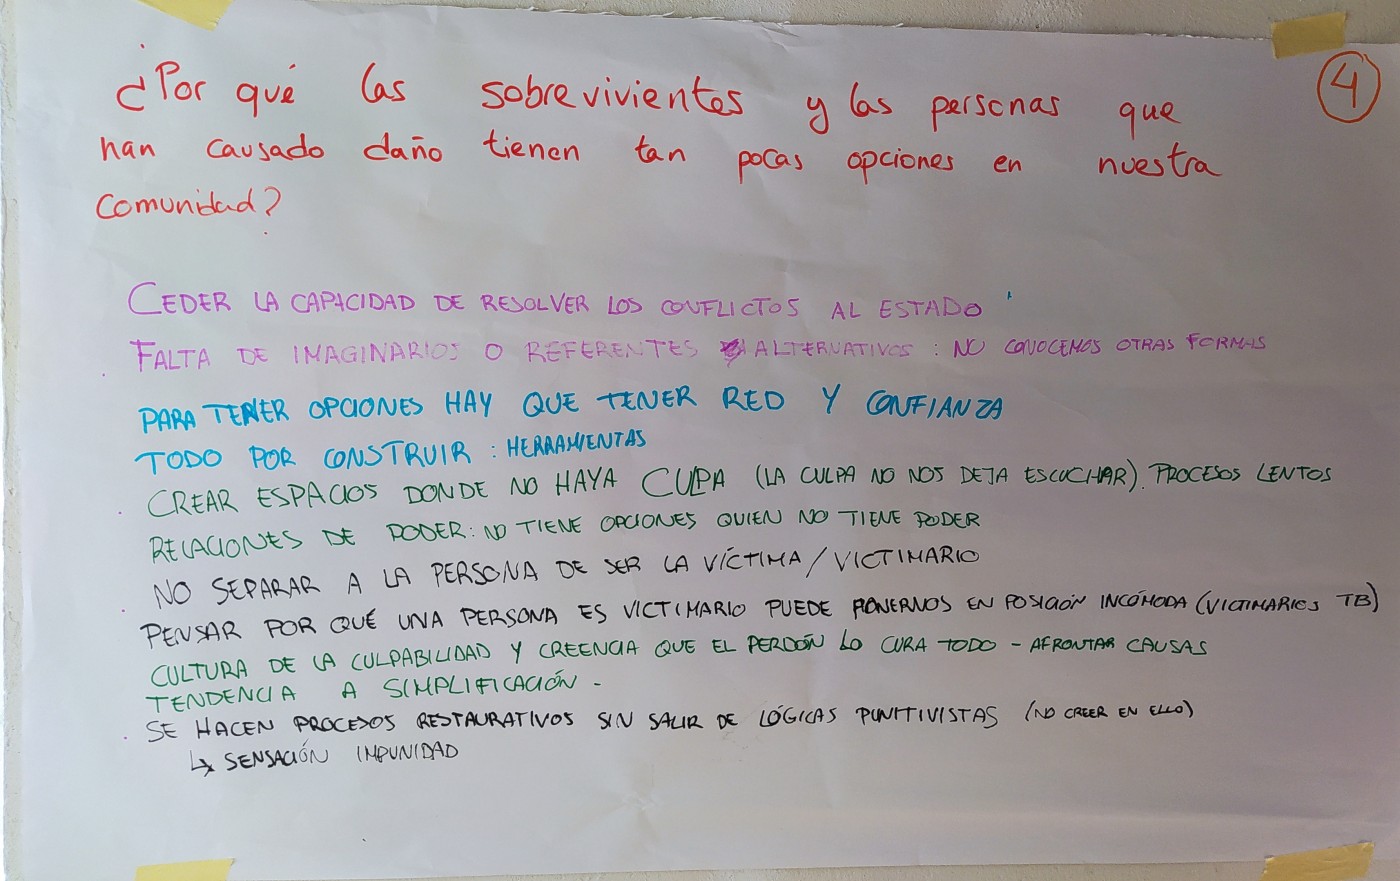 4
¿Por qué las sobrevivientes y las personas que
han causado daño tienen tan pocas opciones en nuestra
comunidad?
CEDER LA CAPACIDAD DE RESOLVER LOS CONFLICTOS AL ESTADO
FALTA DE IMAGINARIOS O REFERENTES ALTERNATIVOS: NO CONOCEMOS OTRAS FORMAS
PARA TENER OPCIONES HAY QUE TENER RED Y CONFIANZA
TODO POR CONSTRUIR: HERRAMIENTAS
CREAR ESPACIOS DONDE NO HAYA CULPA (LA CULPA NO NOS DEJA ESCUCHAR). PROCESOS LENTOS
RELACIONES DE PODER: NO TIENE OPCIONES QUIEN NO TIENE PODER
NO SEPARAR A LA PERSONA DE SER LA VÍCTIMA/VICTIMARIO
PENSAR POR QUÉ UNA PERSONA ES VICTIMARIO PUEDE PONERNOS EN POSICIÓN INCÓMODA (VICTIMARIOS TB)
CULTURA DE LA CULPABILIDAD Y CREENCIA QUE EL PERDÓN LO CURA TODO - AFRONTAR CAUSAS
TENDENCIA A SIMPLIFICACIÓN -
SE HACEN PROCESOS RESTAURATIVOS SIN SALIR DE LÓGICAS PUNITIVISTAS (NO CREER EN ELLO)
↳ SENSACIÓN IMPUNIDAD